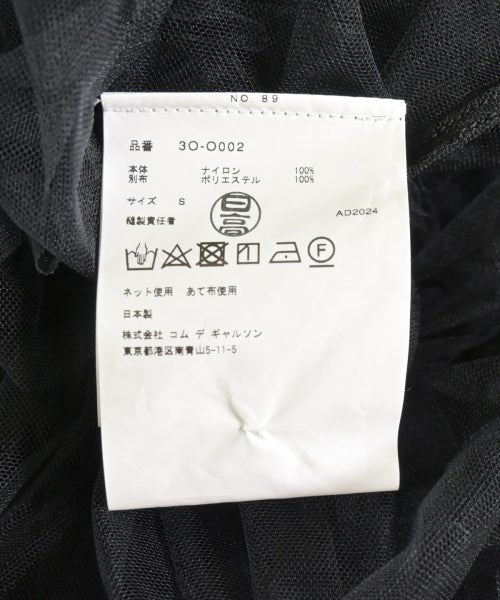 NO. 89
品番 3O-O002
本体 ナイロン 100%
別布 ポリエステル 100%
サイズ S
縫製責任者 日高
AD2024
F
ネット使用 あて布使用
日本製
株式会社 コム デ ギャルソン
東京都港区南青山5-11-5